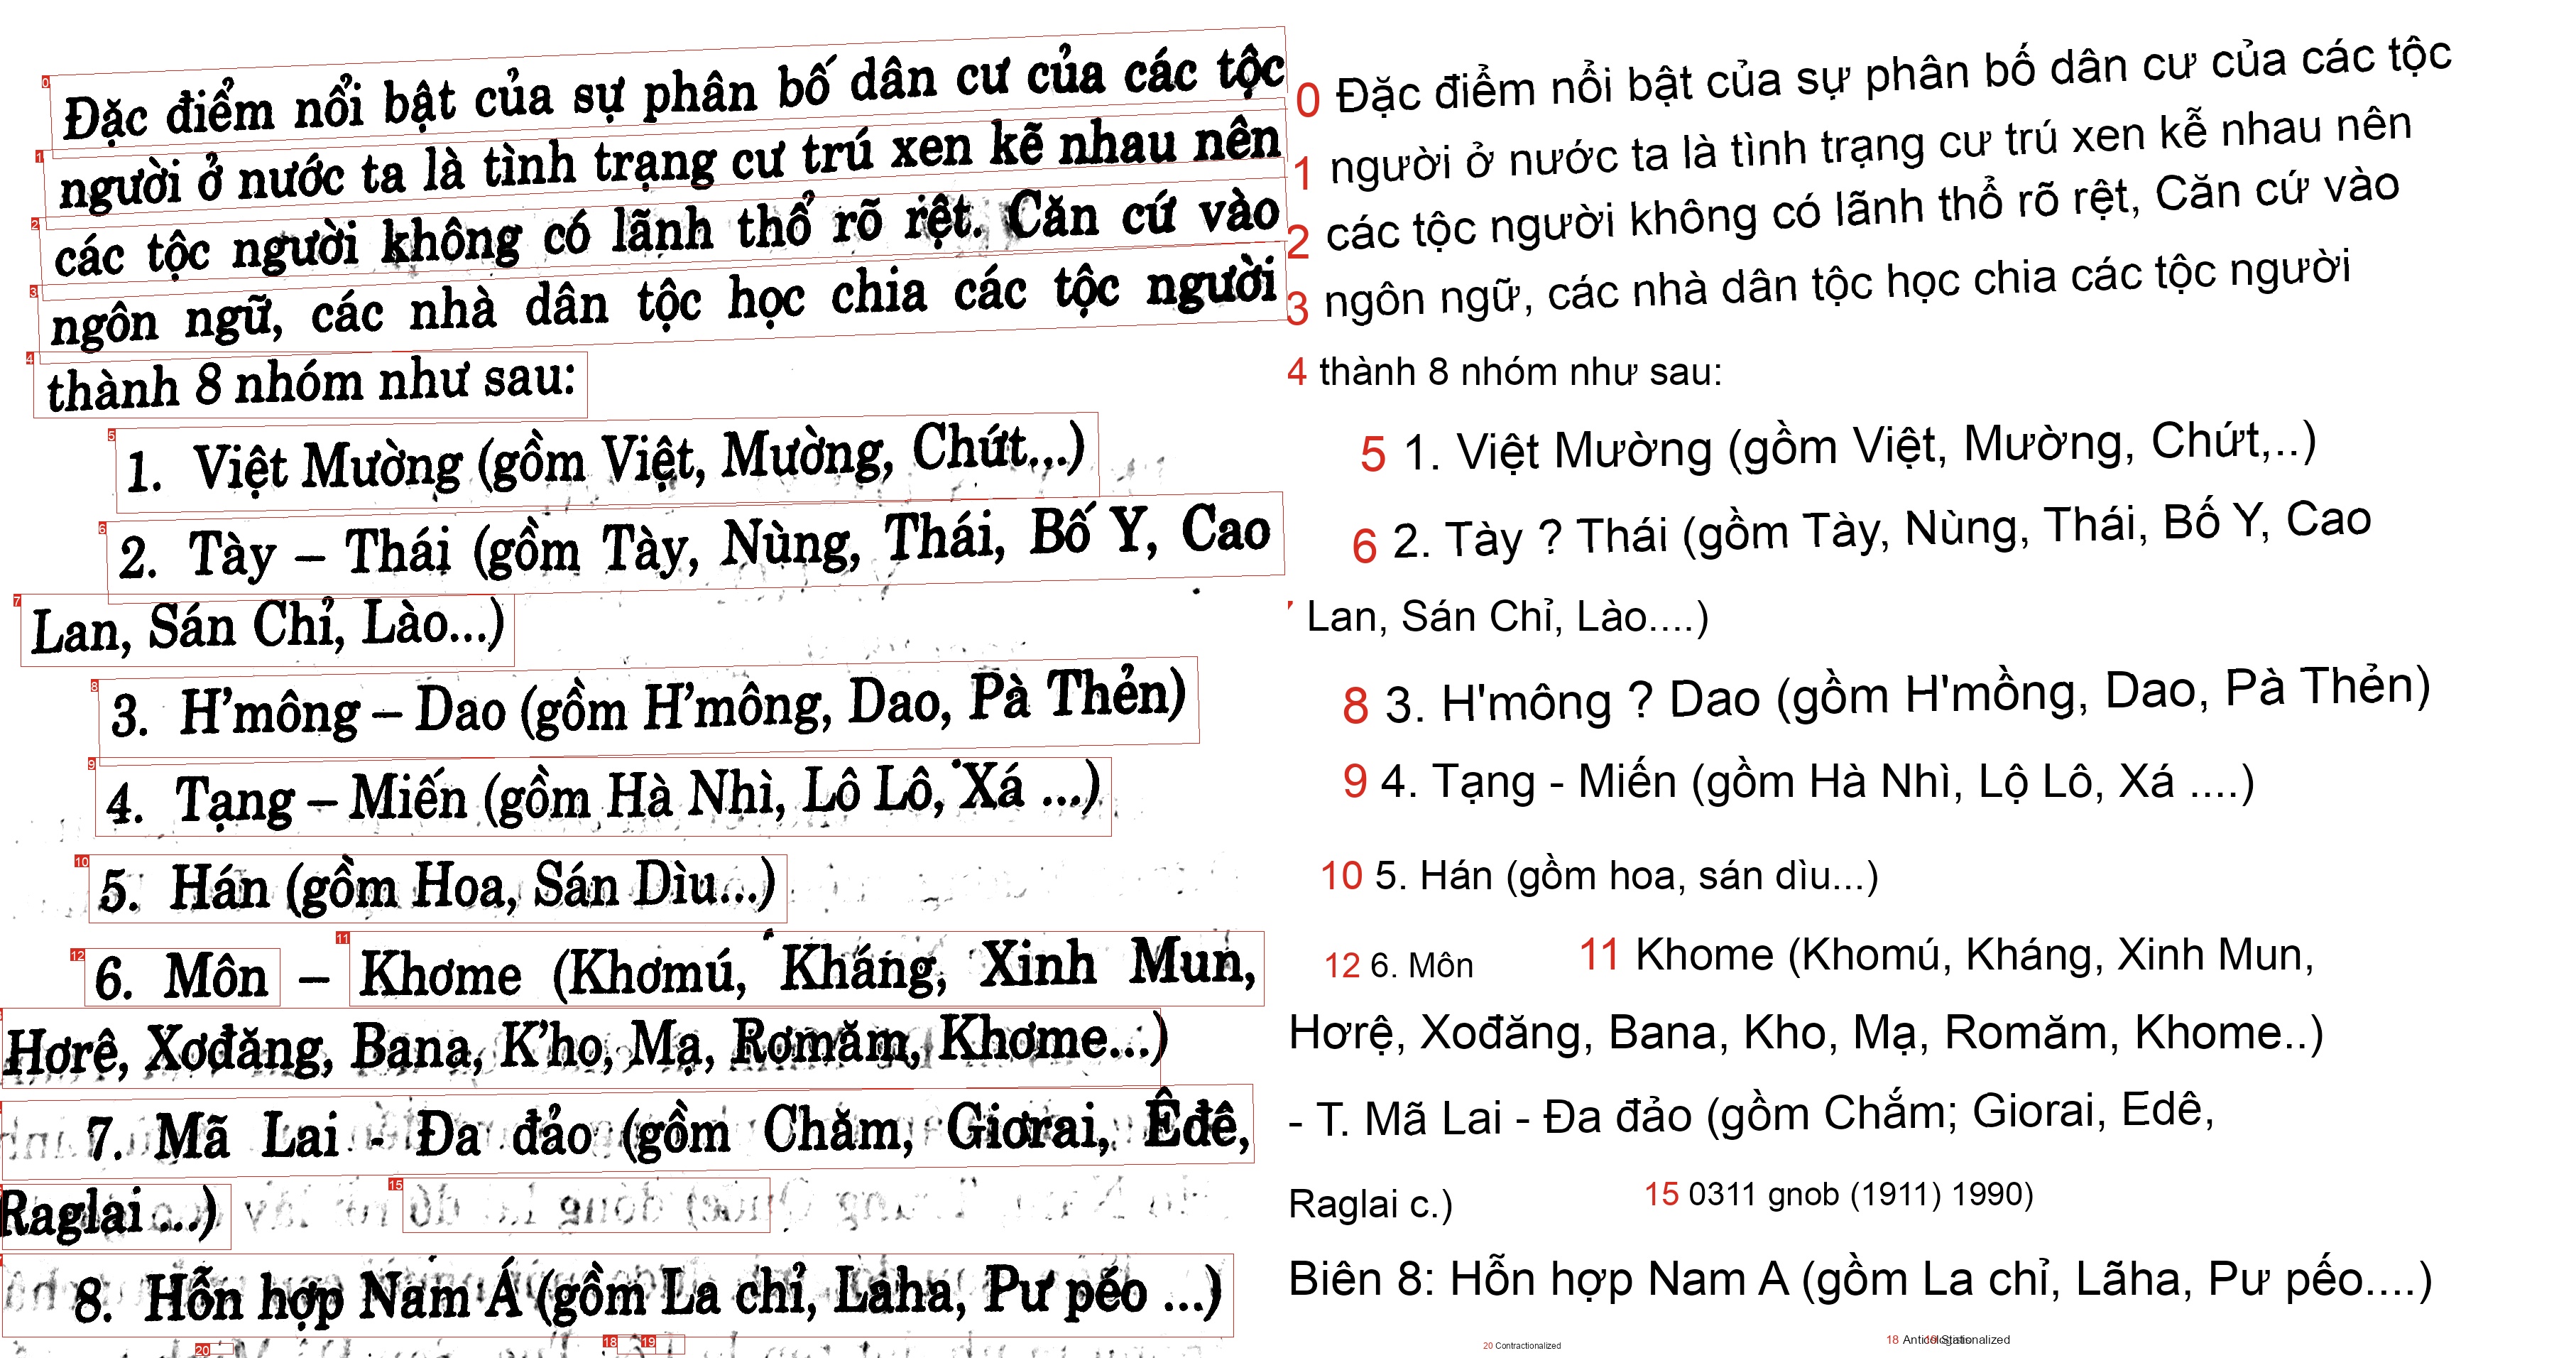 Đặc điểm nổi bật của sự phân bố dân cư của các tộc
người ở nước ta là tình trạng cư trú xen kẽ nhau nên
các tộc người không có lãnh thổ rõ rệt. Căn cứ vào
ngôn ngữ, các nhà dân tộc học chia các tộc người
thành 8 nhóm như sau:
1. Việt Mường (gồm Việt, Mường, Chứt...)
2. Tày – Thái (gồm Tày, Nùng, Thái, Bố Y, Cao
Lan, Sán Chỉ, Lào...)
3. H’mông – Dao (gồm H’mông, Dao, Pà Thẻn)
4. Tạng – Miến (gồm Hà Nhì, Lô Lô, Xá ...)
5. Hán (gồm Hoa, Sán Dìu...)
6. Môn – Khơme (Khơmú, Kháng, Xinh Mun,
Hơrê, Xơđăng, Bana, K’ho, Mạ, Rơmăm, Khơme...)
7. Mã Lai - Đa đảo (gồm Chăm, Giơrai, Êđê,
Raglai ...)
8. Hỗn hợp Nam Á (gồm La chỉ, Laha, Pư péo ...)
0 Đặc điểm nổi bật của sự phân bố dân cư của các tộc
1 người ở nước ta là tình trạng cư trú xen kễ nhau nên
2 các tộc người không có lãnh thổ rõ rệt, Căn cứ vào
3 ngôn ngữ, các nhà dân tộc học chia các tộc người
4 thành 8 nhóm như sau:
5 1. Việt Mường (gồm Việt, Mường, Chứt,..)
6 2. Tày ? Thái (gồm Tày, Nùng, Thái, Bố Y, Cao
Lan, Sán Chỉ, Lào....)
8 3. H'mông ? Dao (gồm H'mồng, Dao, Pà Thẻn)
9 4. Tạng - Miến (gồm Hà Nhì, Lộ Lô, Xá ....)
10 5. Hán (gồm hoa, sán dìu...)
12 6. Môn 11 Khome (Khomú, Kháng, Xinh Mun,
Hơrệ, Xođăng, Bana, Kho, Mạ, Romăm, Khome..)
- T. Mã Lai - Đa đảo (gồm Chắm; Giorai, Edê,
Raglai c.) 15 0311 gnob (1911) 1990)
Biên 8: Hỗn hợp Nam A (gồm La chỉ, Lãha, Pư pếo....)
20 Contractionalized 18